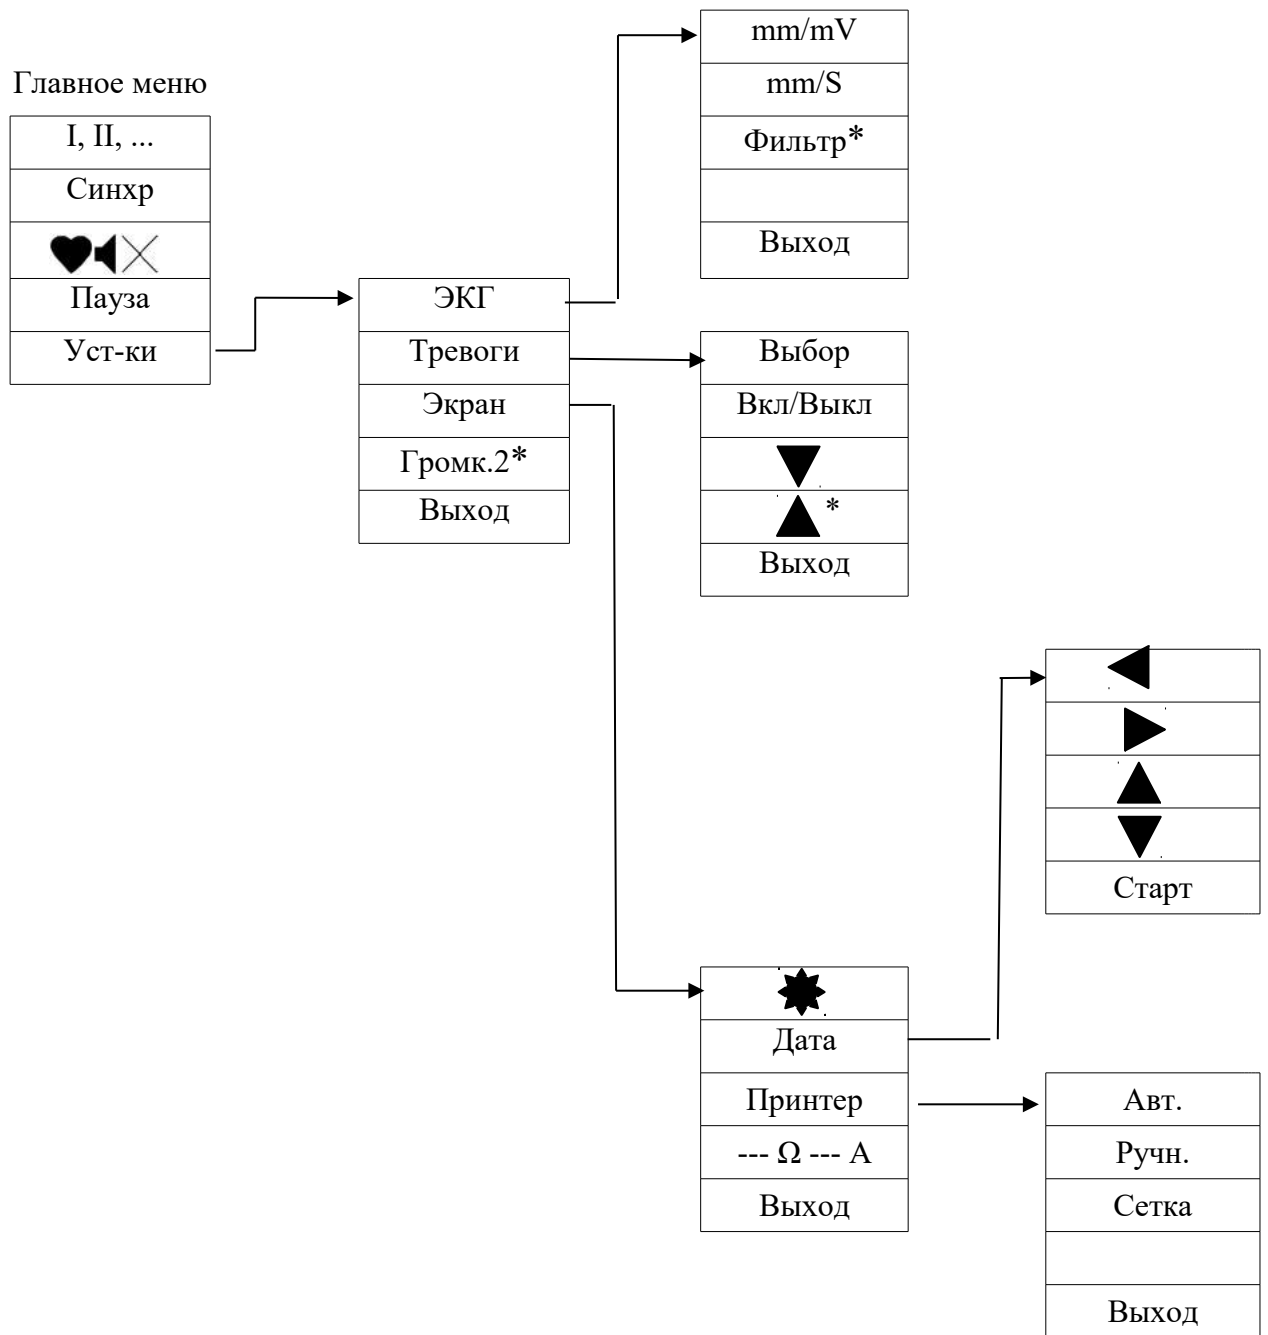 Главное меню
I, II, ...
Синхр
Пауза
Уст-ки
ЭКГ
Тревоги
Экран
Громк.2*
Выход
mm/mV
mm/S
Фильтр*
Выход
Выбор
Вкл/Выкл
*
Выход
Дата
Принтер
--- Ω --- A
Выход
Старт
Авт.
Ручн.
Сетка
Выход